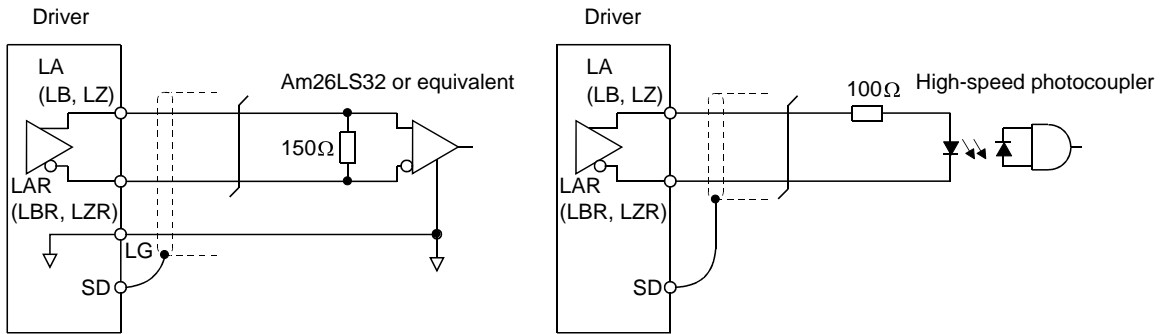 Driver
LA
(LB, LZ)
Am26LS32 or equivalent
150Ω
LAR
(LBR, LZR)
LG
SD
Driver
LA
(LB, LZ)
100Ω
High-speed photocoupler
LAR
(LBR, LZR)
SD